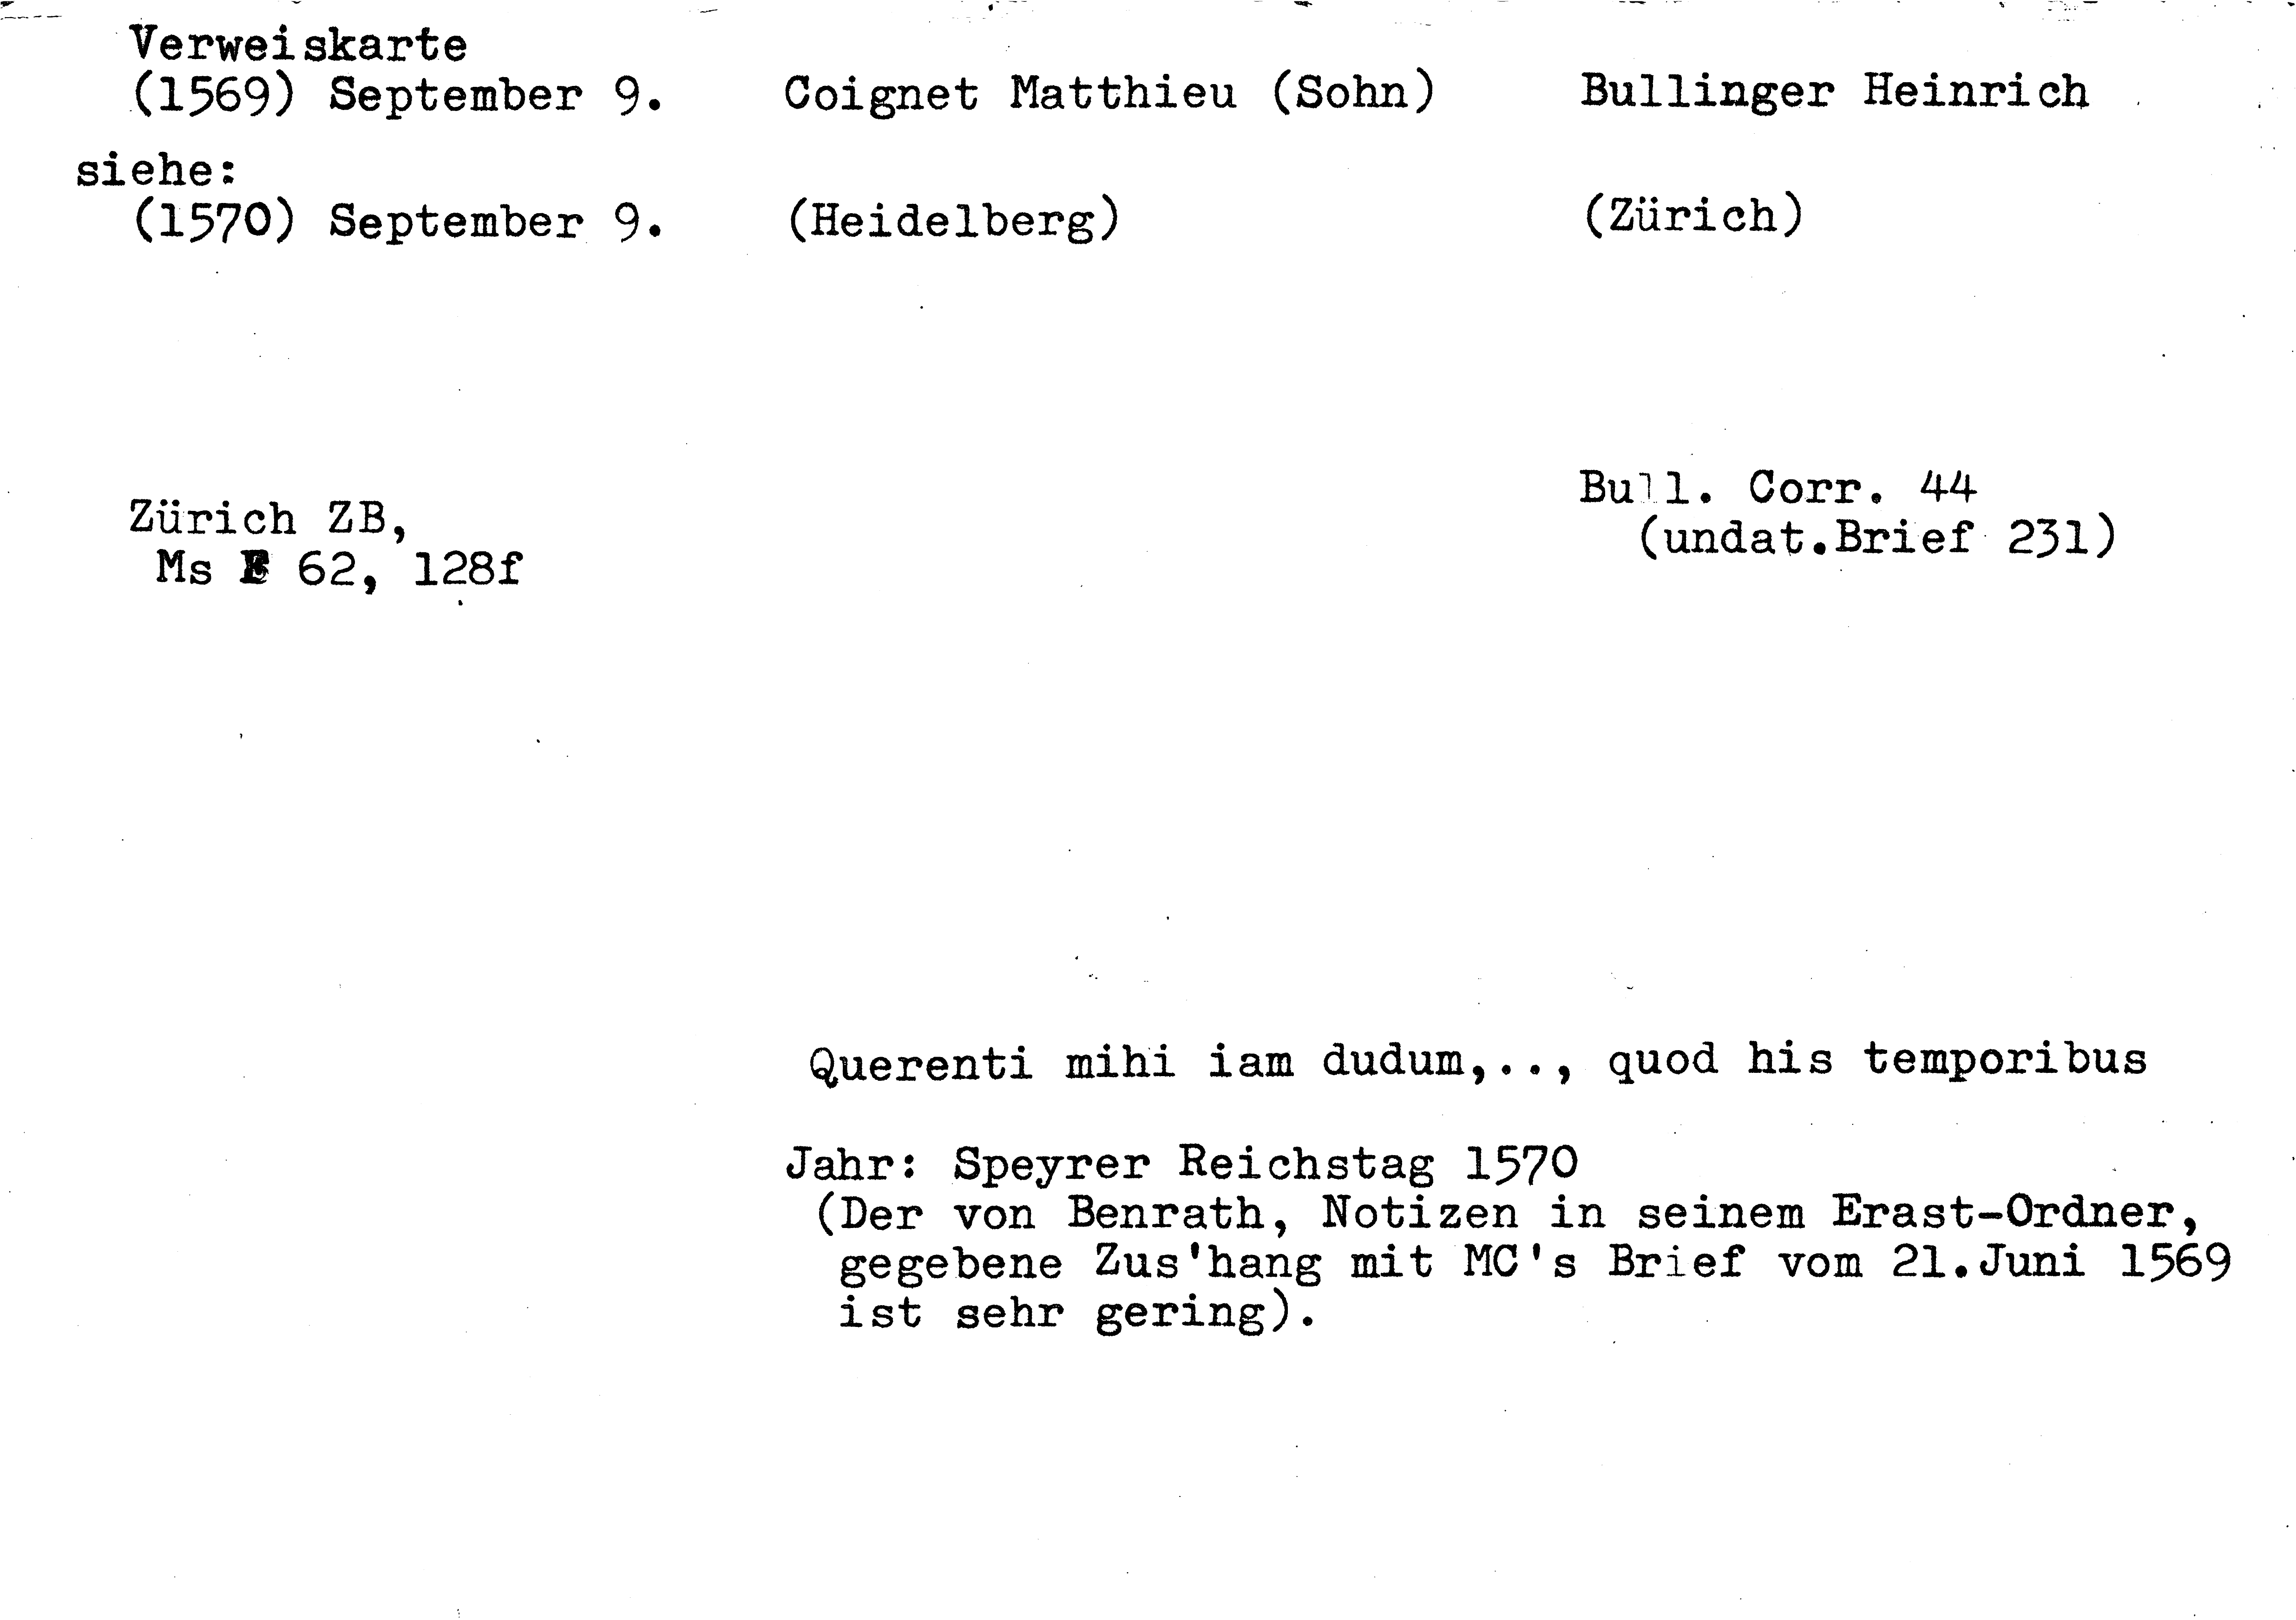 Verweiskarte
(1569) September 9. Coignet Matthieu (Sohn) Bullinger Heinrich
siehe:
(1570) September 9. (Heidelberg) (Zürich)
Bull. Corr. 44
Zürich ZB, (undat.Brief 231)
Ms F 62, 128f
Querenti mihi iam dudum,.., quod his temporibus
Jahr: Speyrer Reichstag 1570
(Der von Benrath, Notizen in seinem Erast-Ordner,
gegebene Zus'hang mit MC's Brief vom 21.Juni 1569
ist sehr gering).